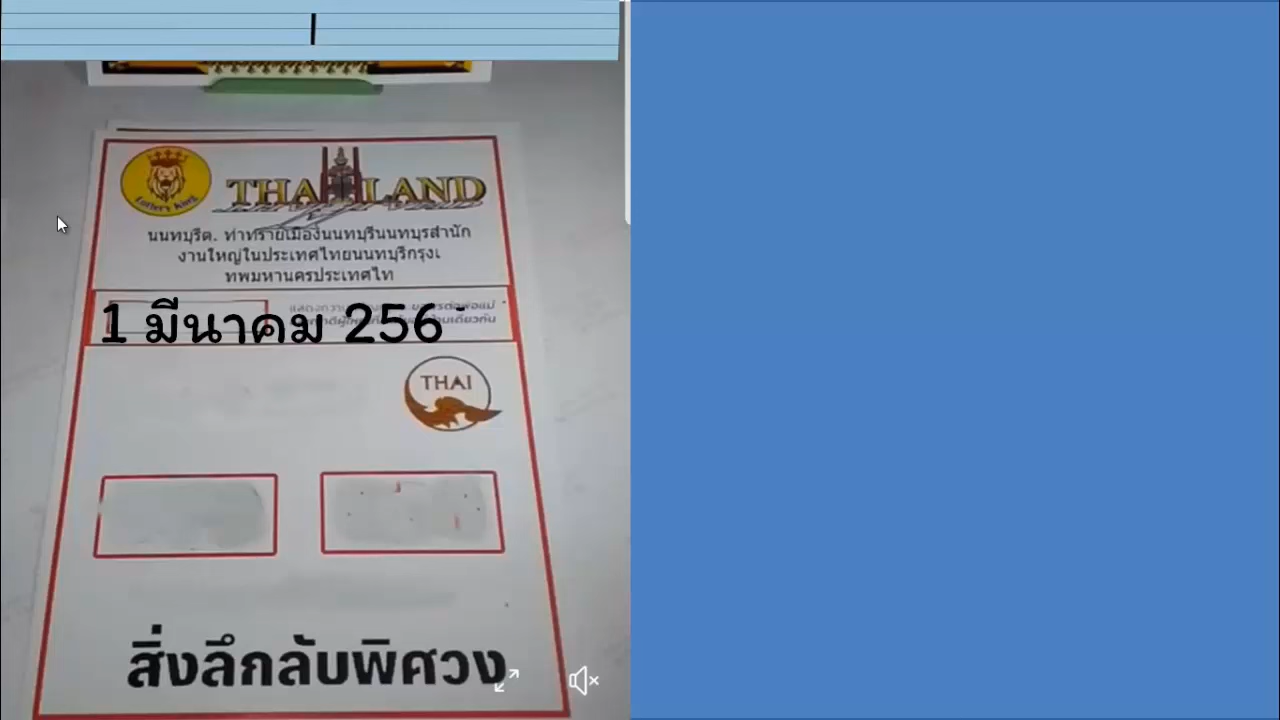 Lottery King
THAILAND
นนทบุรีต. ท่าทรายเมืองนนทบุรีนนทบุรสำนัก
งานใหญ่ในประเทศไทยนนทบุรีกรุงเ
ทพมหานครประเทศไท
1 มีนาคม 256
THAI
สิ่งลึกลับพิศวง